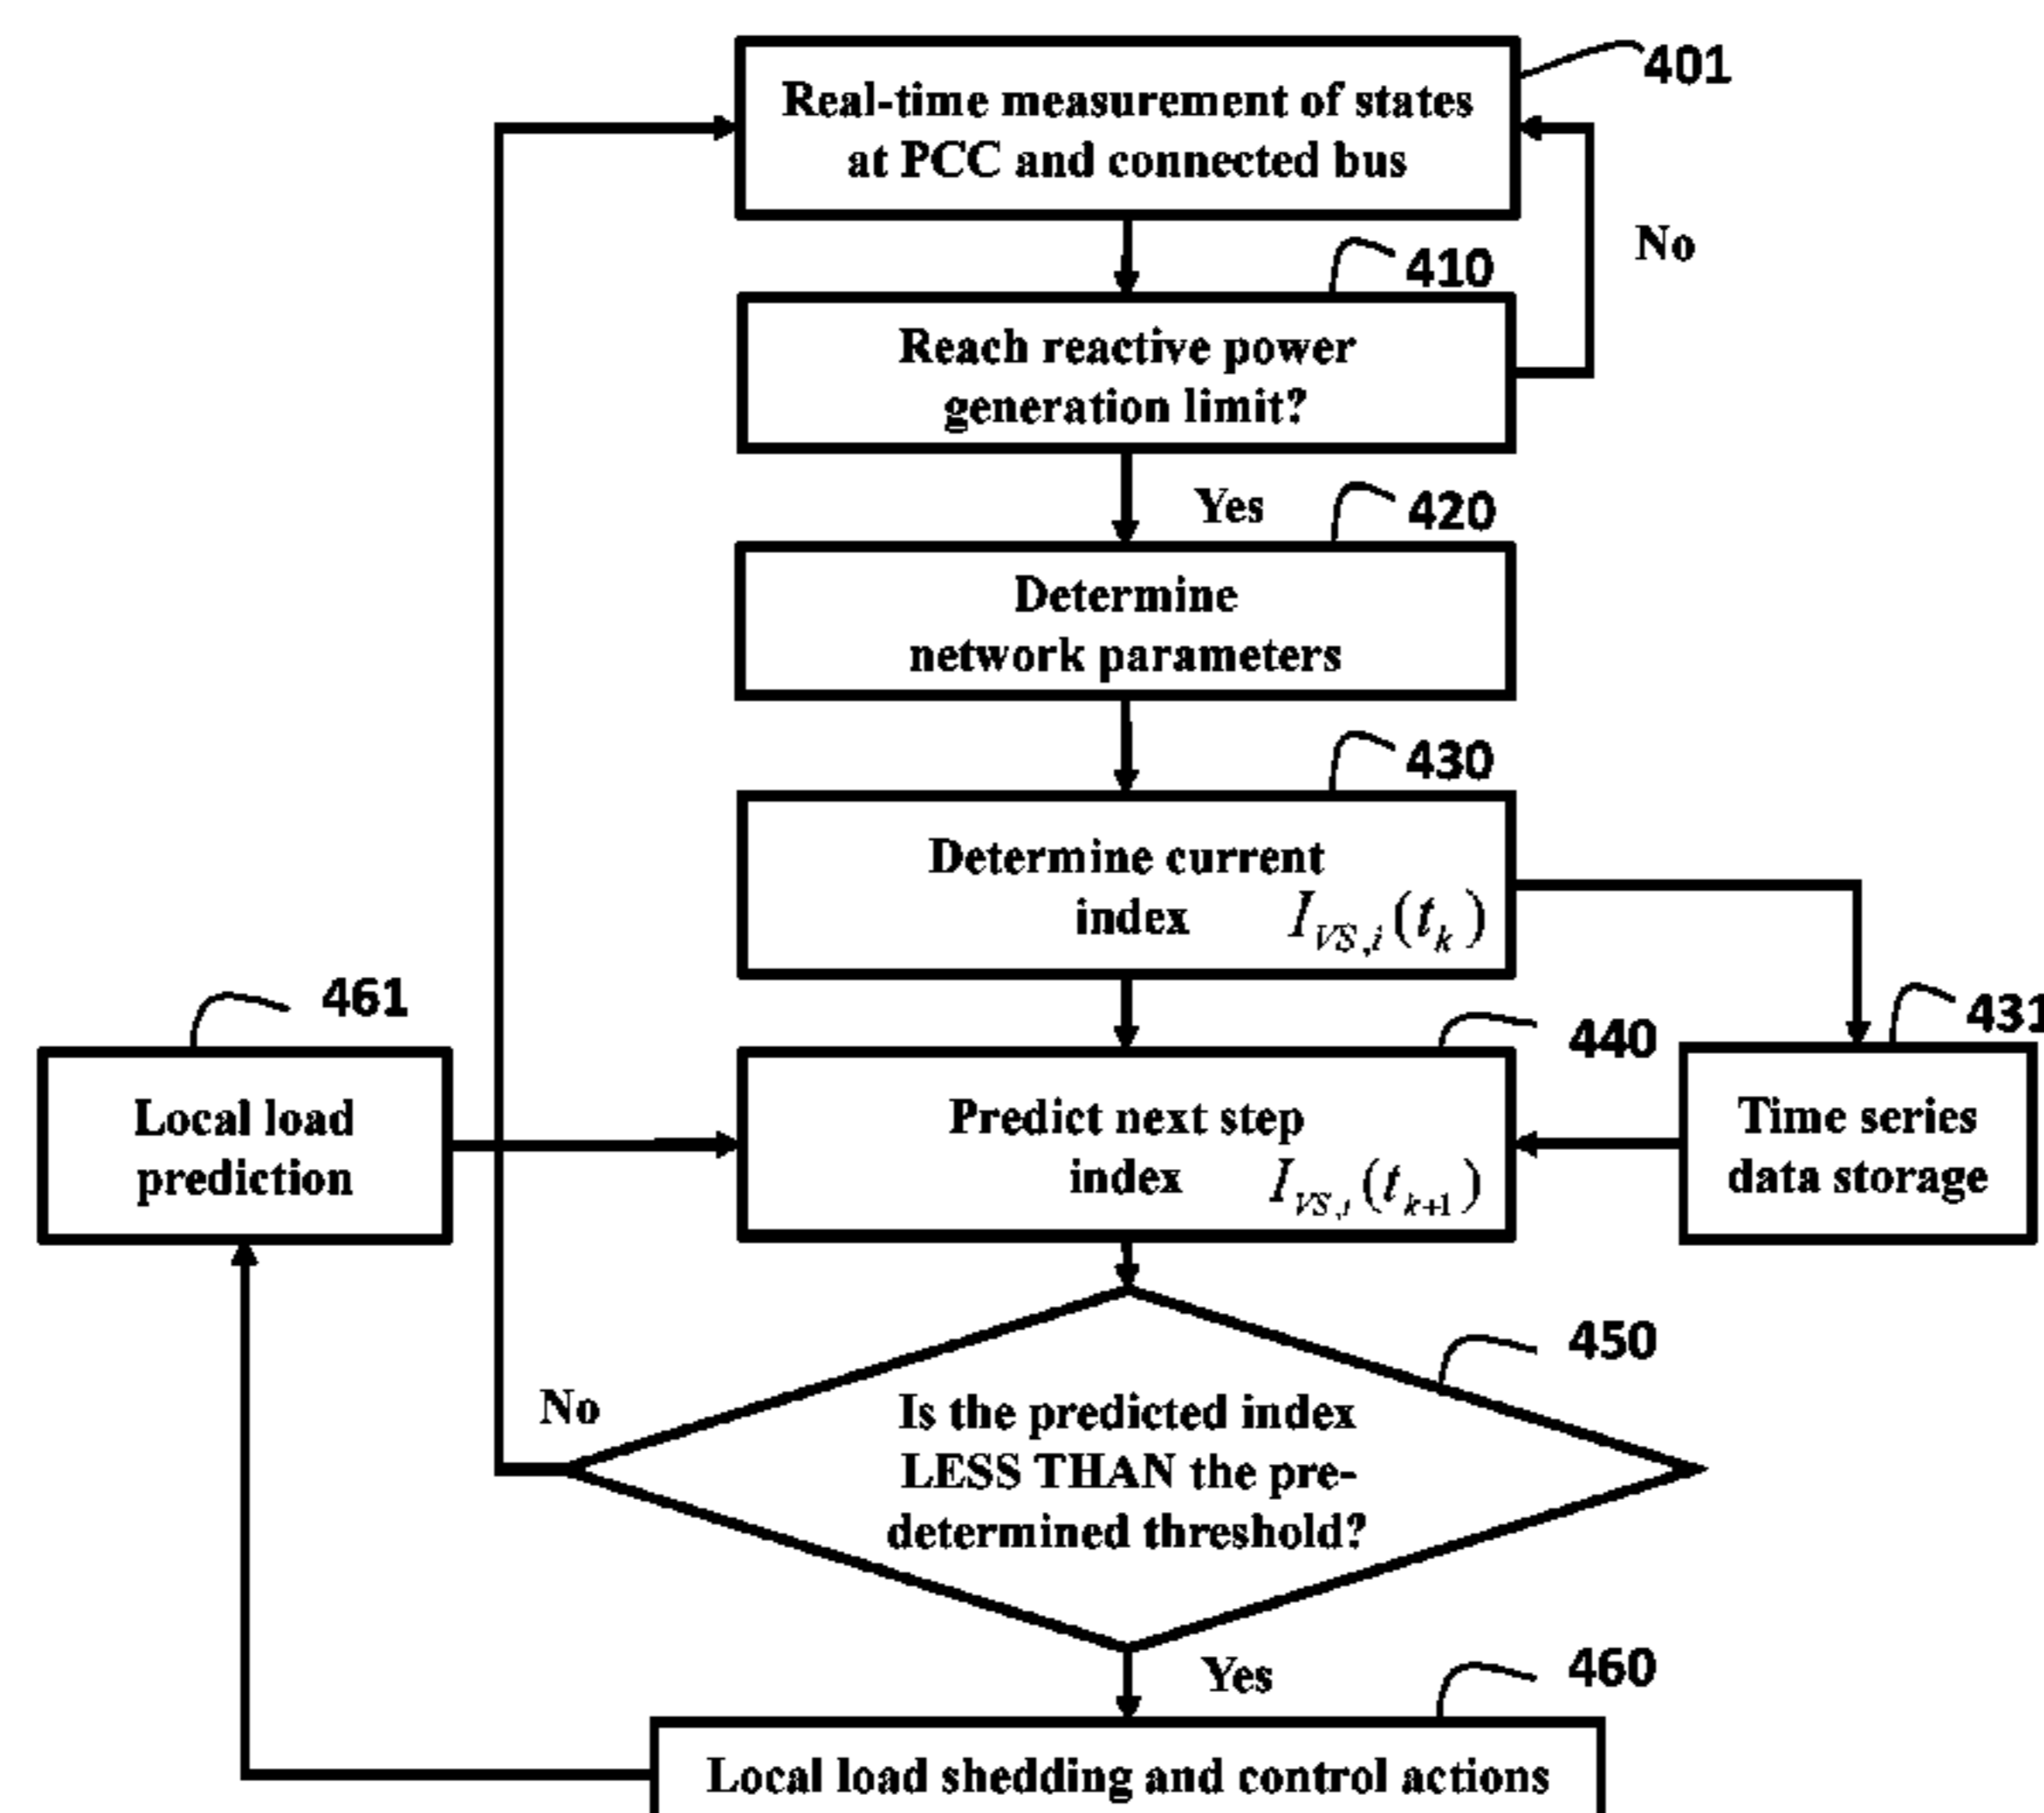 Real-time measurement of states
at PCC and connected bus
401
No
410
Reach reactive power
generation limit?
Yes
420
Determine
network parameters
430
Determine current
index I_{VS,i}(t_k)
461
Local load
prediction
440
Predict next step
index I_{VS,i}(t_{k+1})
431
Time series
data storage
450
No
Is the predicted index
LESS THAN the pre-
determined threshold?
Yes
460
Local load shedding and control actions